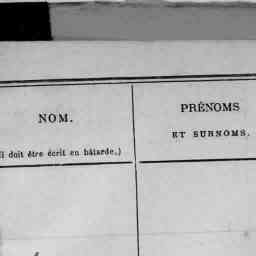 NOM.
PRÉNOMS
ET SURNOMS.
il doit être écrit en bâtarde.)